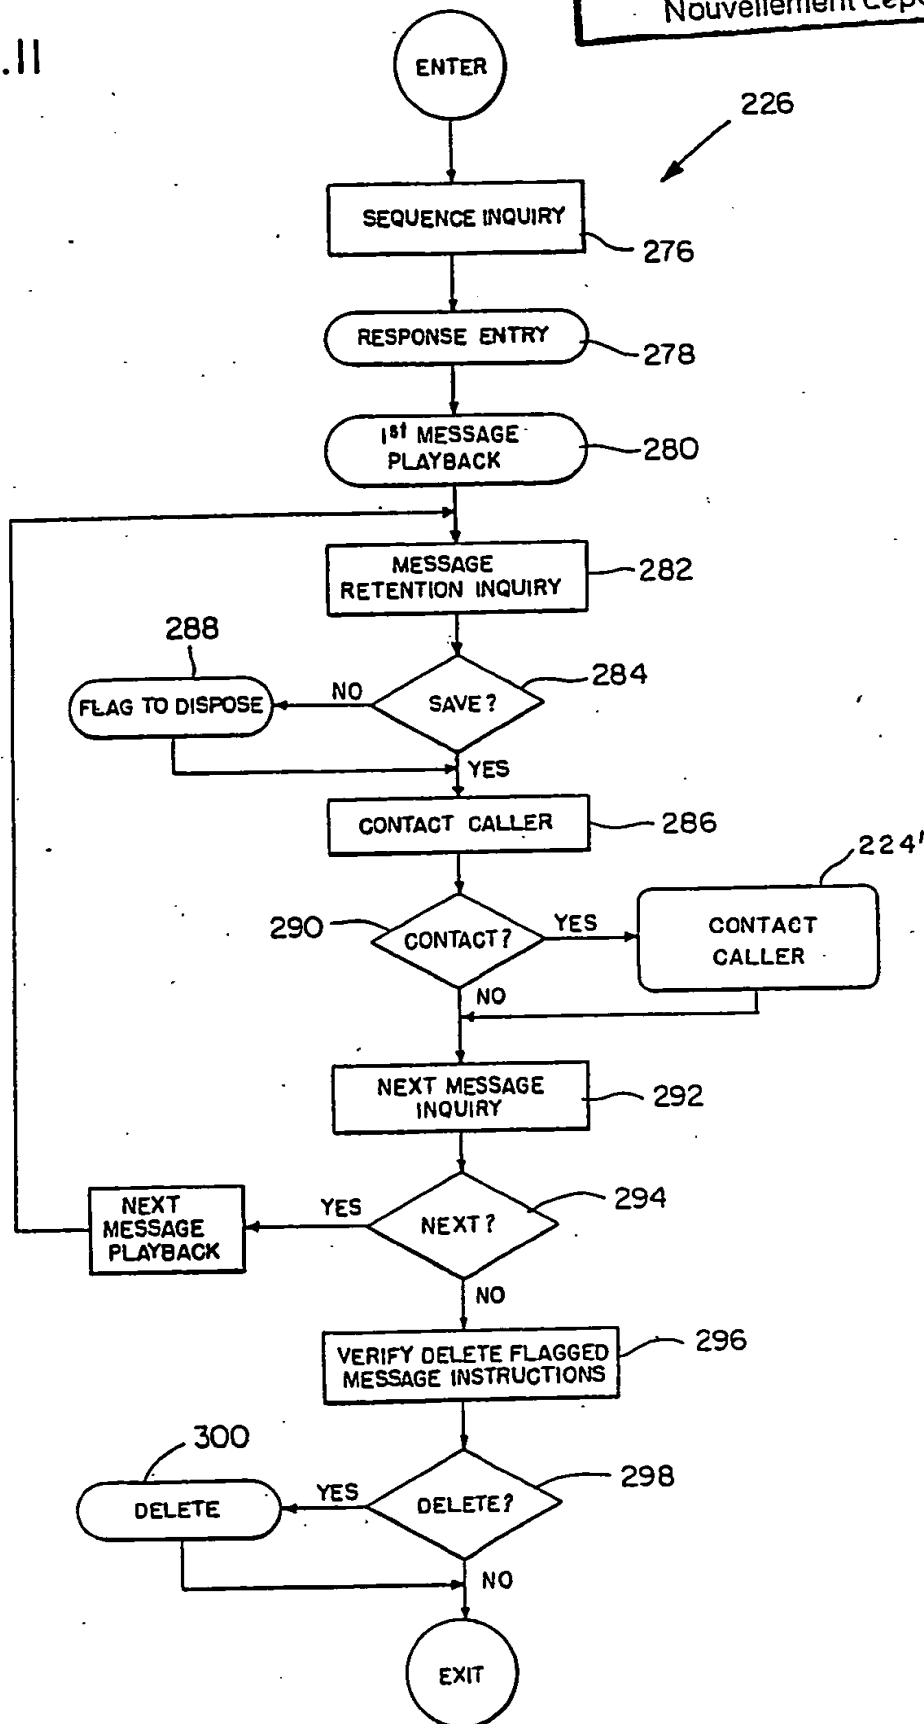 Nouvellement
.11
ENTER
226
SEQUENCE INQUIRY
276
RESPONSE ENTRY
278
1st MESSAGE
PLAYBACK
280
MESSAGE
RETENTION INQUIRY
282
288
FLAG TO DISPOSE
NO
SAVE?
284
YES
CONTACT CALLER
286
224'
290
CONTACT?
YES
CONTACT
CALLER
NO
NEXT MESSAGE
INQUIRY
292
NEXT
MESSAGE
PLAYBACK
YES
NEXT?
294
NO
VERIFY DELETE FLAGGED
MESSAGE INSTRUCTIONS
296
300
DELETE
YES
DELETE?
298
NO
EXIT